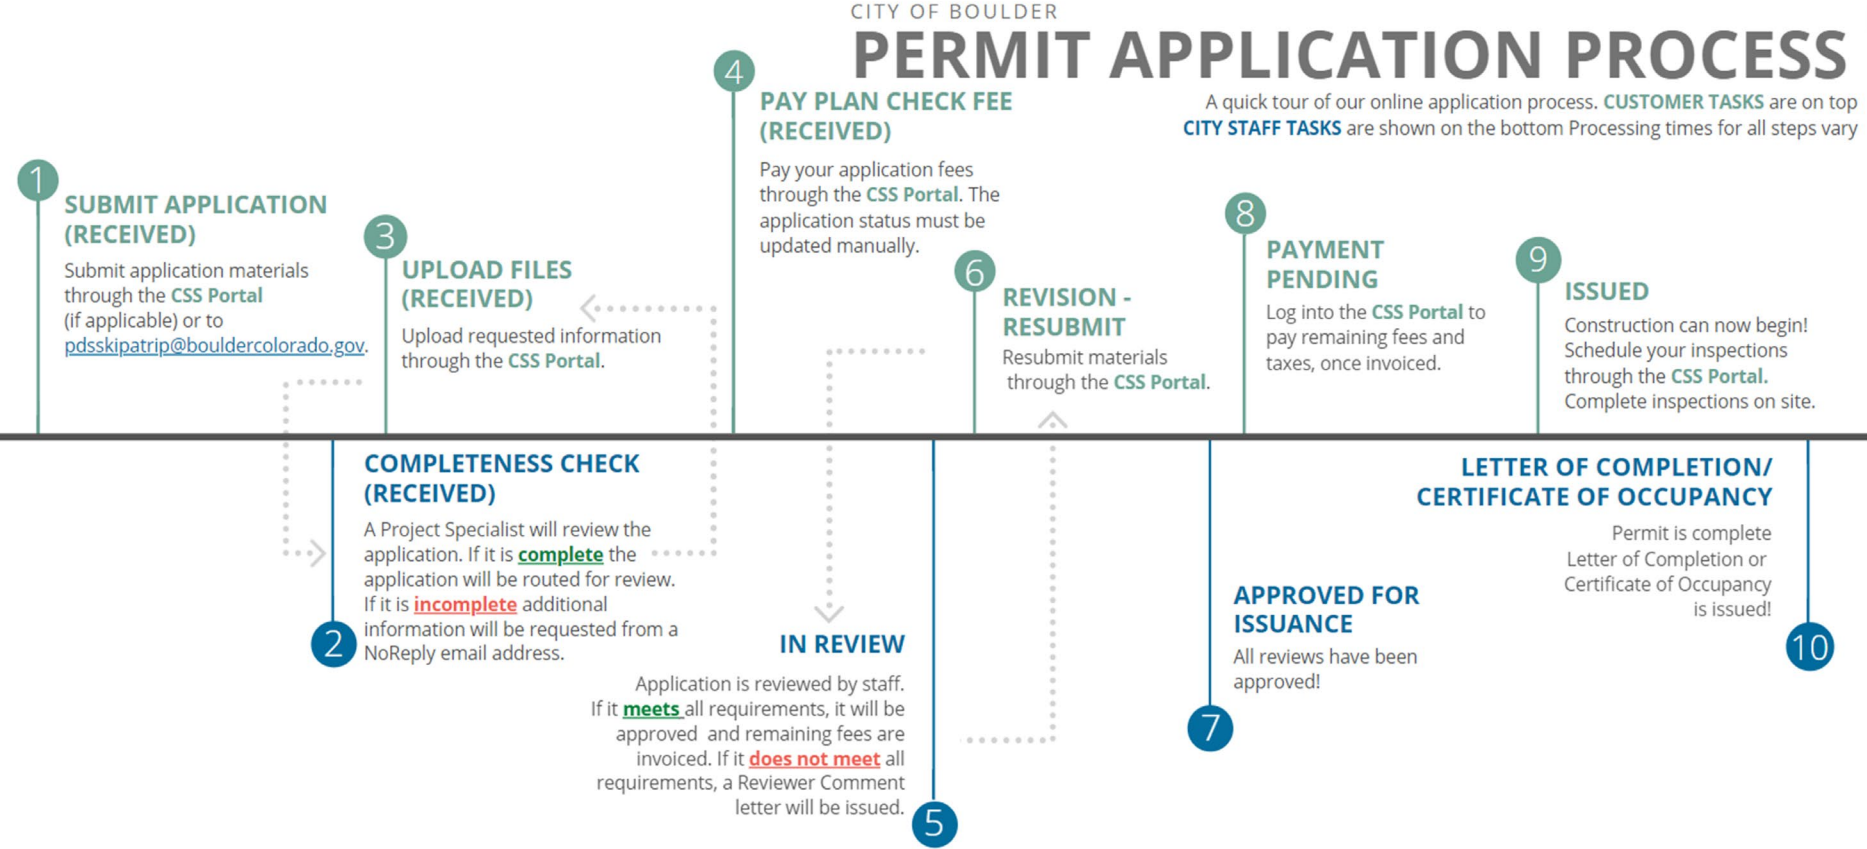 CITY OF BOULDER
PERMIT APPLICATION PROCESS
A quick tour of our online application process. CUSTOMER TASKS are on top
CITY STAFF TASKS are shown on the bottom Processing times for all steps vary
1
SUBMIT APPLICATION
(RECEIVED)
Submit application materials
through the CSS Portal
(if applicable) or to
pdsskipatrip@bouldercolorado.gov.
2
COMPLETENESS CHECK
(RECEIVED)
A Project Specialist will review the
application. If it is complete the
application will be routed for review.
If it is incomplete additional
information will be requested from a
NoReply email address.
3
UPLOAD FILES
(RECEIVED)
Upload requested information
through the CSS Portal.
4
PAY PLAN CHECK FEE
(RECEIVED)
Pay your application fees
through the CSS Portal. The
application status must be
updated manually.
IN REVIEW
Application is reviewed by staff.
If it meets all requirements, it will be
approved and remaining fees are
invoiced. If it does not meet all
requirements, a Reviewer Comment
letter will be issued.
5
6
REVISION -
RESUBMIT
Resubmit materials
through the CSS Portal.
APPROVED FOR
ISSUANCE
All reviews have been
approved!
7
8
PAYMENT
PENDING
Log into the CSS Portal to
pay remaining fees and
taxes, once invoiced.
9
ISSUED
Construction can now begin!
Schedule your inspections
through the CSS Portal.
Complete inspections on site.
LETTER OF COMPLETION/
CERTIFICATE OF OCCUPANCY
Permit is complete
Letter of Completion or
Certificate of Occupancy
is issued!
10